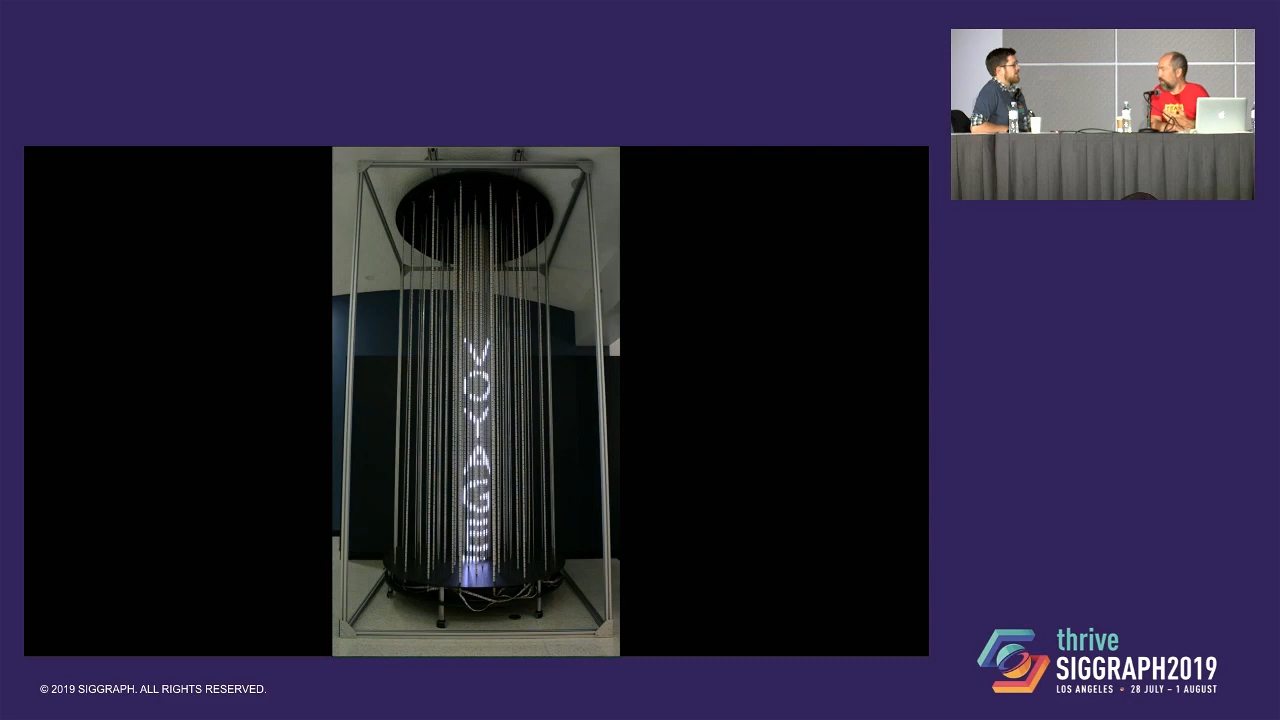 VOYAGE
© 2019 SIGGRAPH. ALL RIGHTS RESERVED.
thrive
SIGGRAPH2019
LOS ANGELES • 28 JULY – 1 AUGUST